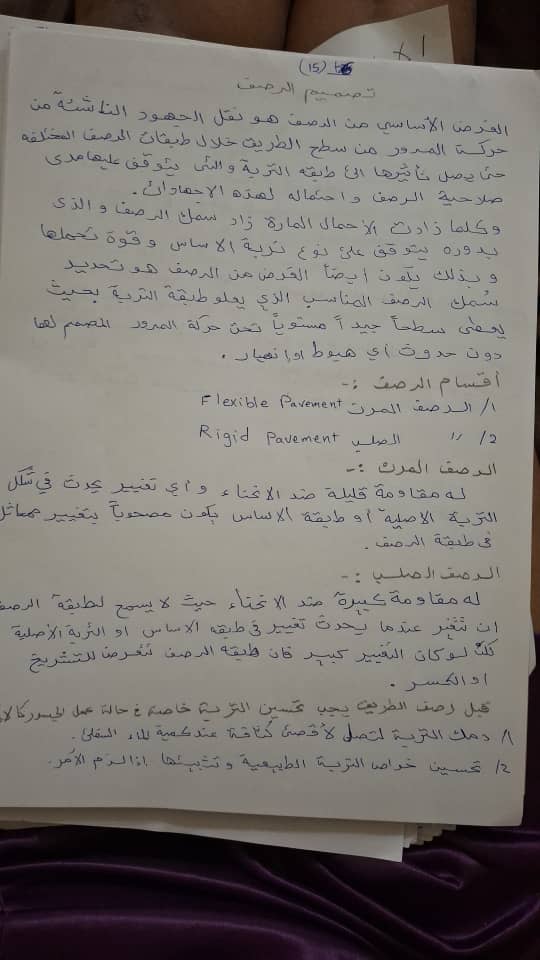 (15)
تصميم الرصف
الغرض الأساسي من الرصف هو نقل الجهود الناشئة من
حركة المرور من سطح الطريق خلال طبقات الرصف المختلفة
حتى يصل تأثيرها الى طبقة التربة والتى يتوقف عليها مدى
صلاحية الرصف واحتماله لهذه الاجهادات.
وكلما زادت الأحمال المارة زاد سمك الرصف والذى
بدوره يتوقف على نوع تربة الاساس وقوة تحملها
وبذلك يكون أيضاً الغرض من الرصف هو تحديد
سُمك الرصف المناسب الذي يعلو طبقة التربة بحيث
يعطى سطحاً جيداً مستوياً تحت حركة المرور المصمم لها
دون حدوث أي هبوط او انهيار.
أقسام الرصف :-
1/ الرصف المرن Flexible Pavement
2/ " الصلب Rigid Pavement
الرصف المرن :-
له مقاومة قليلة ضد الانحناء و أي تغيير يحدث في شكل
التربة الاصلية أو طبقة الأساس يكون مصحوباً بتغيير مماثل
فى طبقة الرصف.
الرصف الصلب :-
له مقاومة كبيرة ضد الانحناء حيث لا يسمح لطبقة الرصف
ان تتغير عندما يحدث تغيير فى طبقة الاساس او التربة الأصلية
لو كان التغيير كبير فان طبقة الرصف تتعرض للتشريخ
او الكسر.
قبل رصف الطريق يجب تحسين التربة خاصة في حالة عمل
1/ دمك التربة لتصل لأقصى كثافة عند كمية الماء المثلى.
2/ تحسين خواص التربة الطبيعية وتثبيتها اذا لزم الأمر.